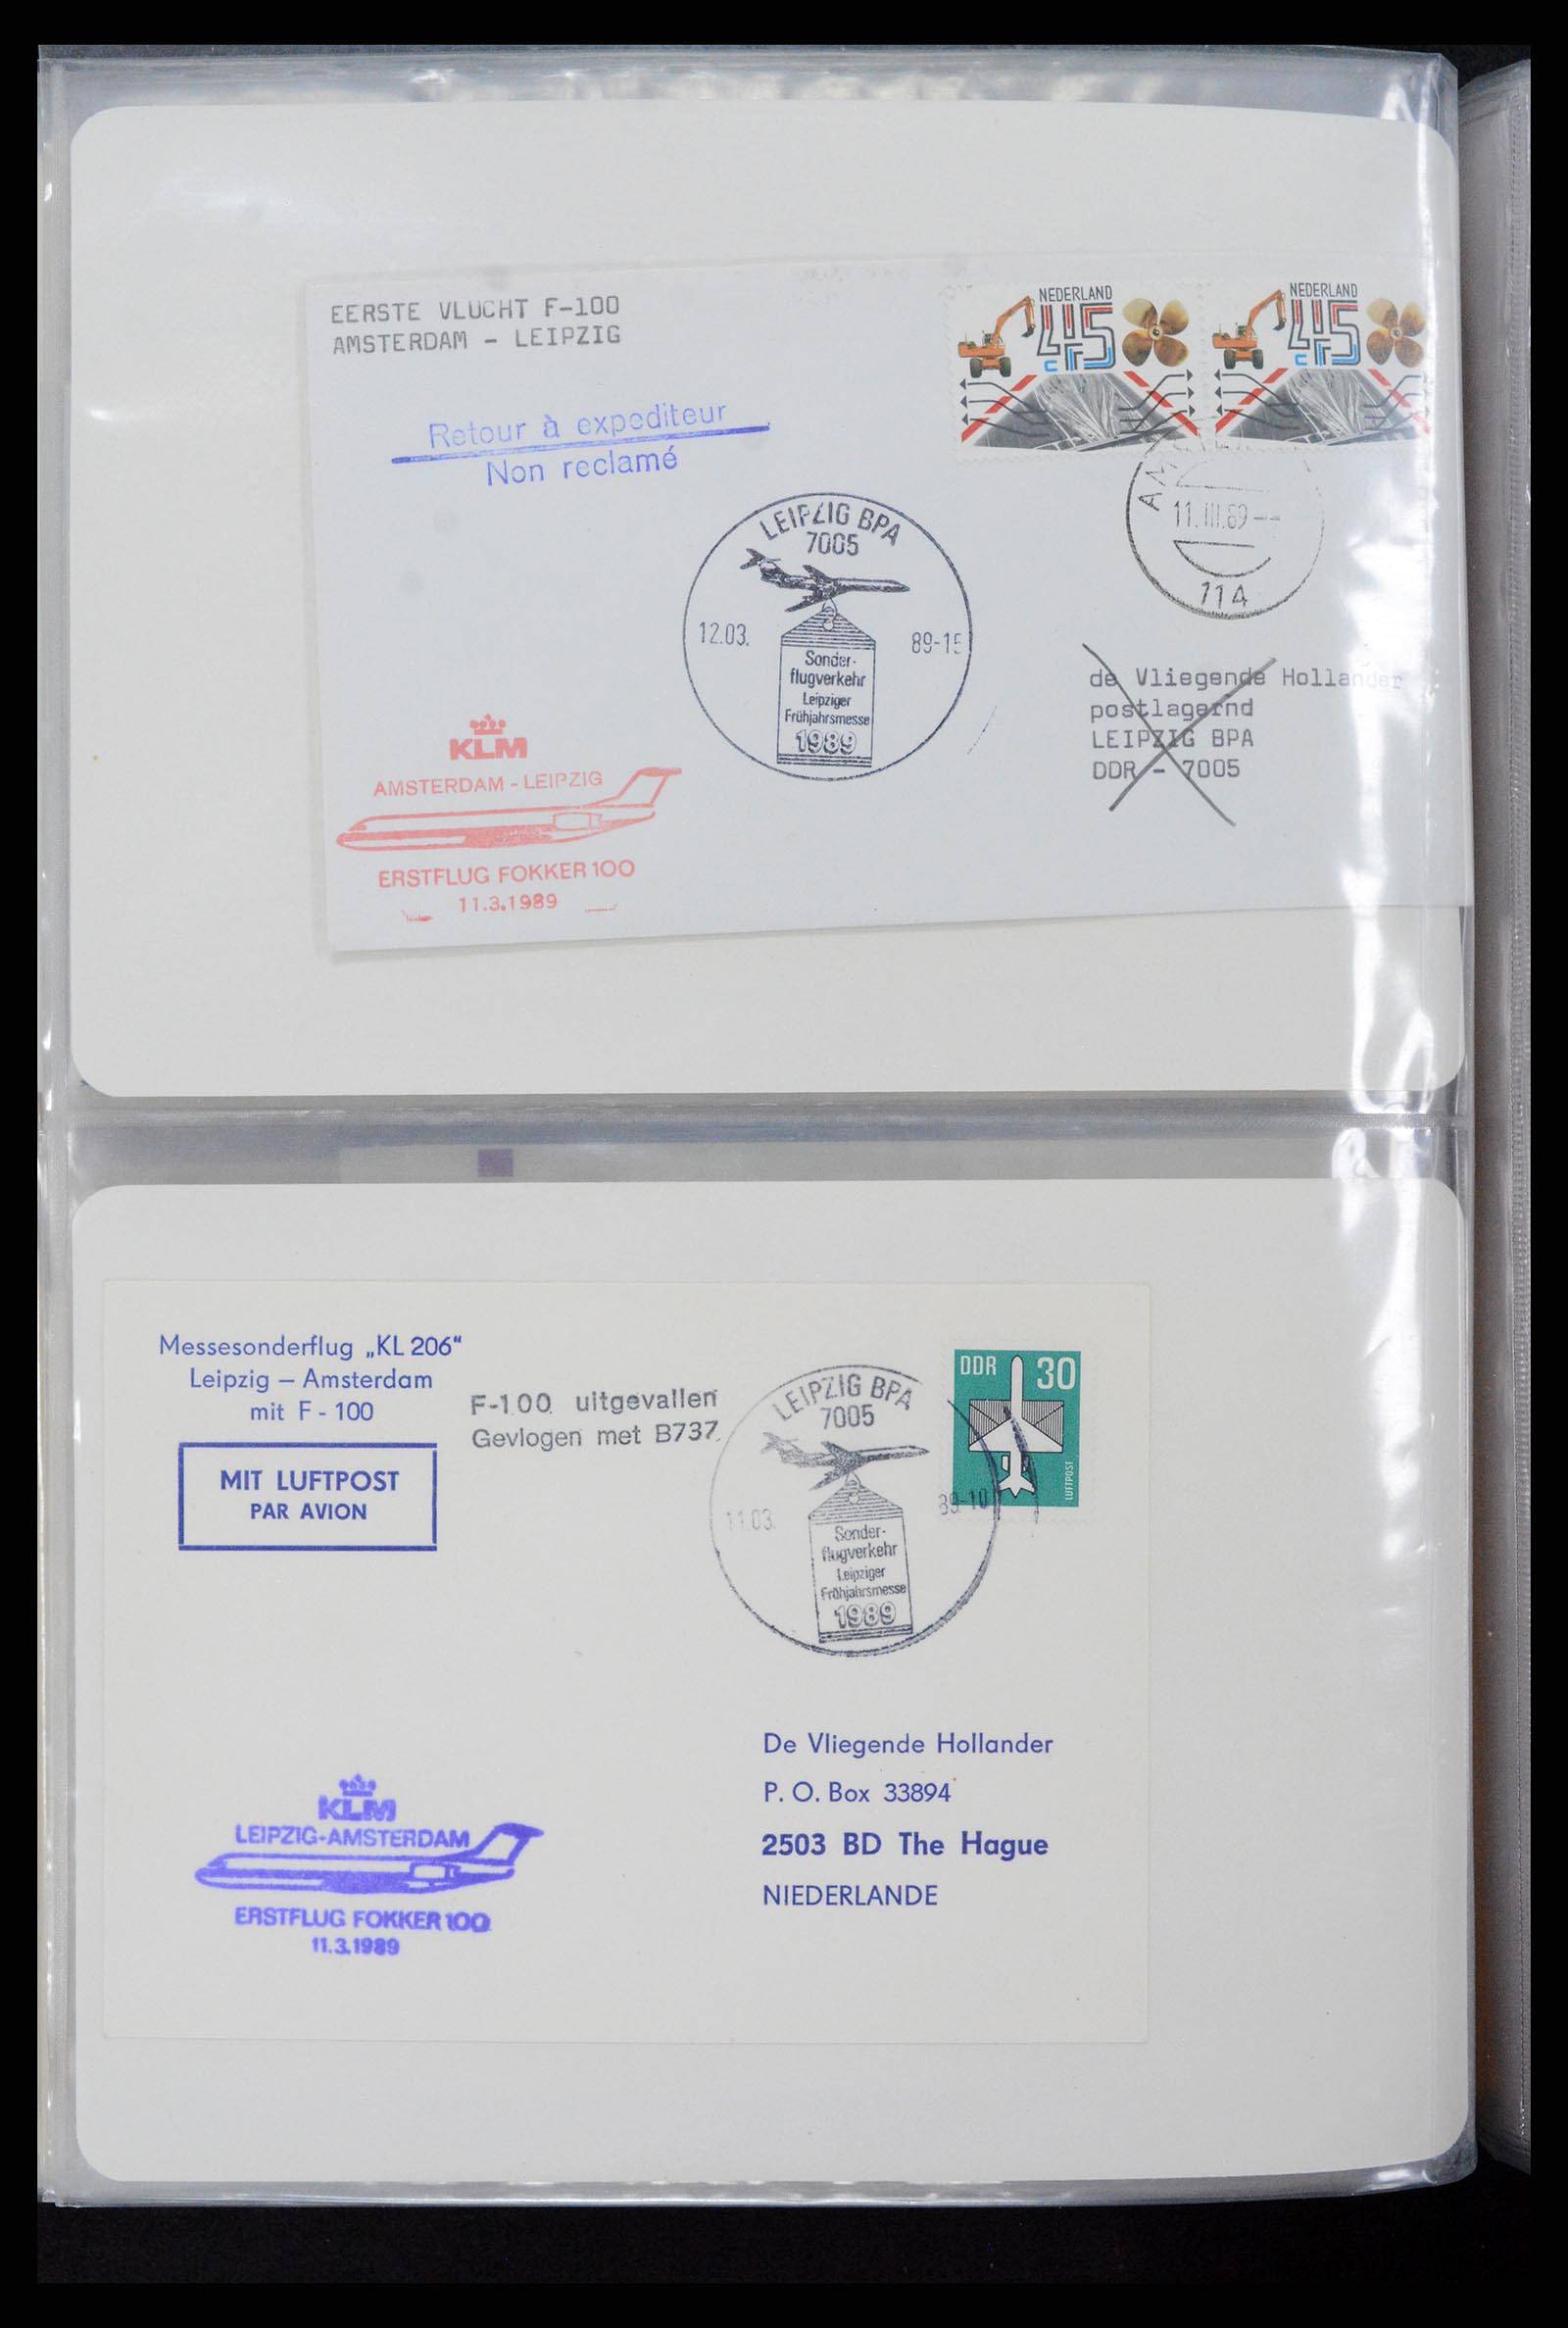 EERSTE VLUCHT F-100
AMSTERDAM - LEIPZIG
NEDERLAND
45
c
NEDERLAND
45
c
Retour à expediteur
Non reclamé
11.III.89
714
LEIPZIG BPA
7005
12.03.
89-15
Sonder-
flugverkehr
Leipziger
Frühjahrsmesse
1989
de Vliegende Hollander
postlagernd
LEIPZIG BPA
DDR - 7005
KLM
AMSTERDAM - LEIPZIG
ERSTFLUG FOKKER 100
11.3.1989
Messesonderflug „KL 206“
Leipzig — Amsterdam
mit F - 100
F-100 uitgevallen
Gevlogen met B737.
MIT LUFTPOST
PAR AVION
DDR 30
LUFTPOST
LEIPZIG BPA
7005
11.03.
89-10
Sonder-
flugverkehr
Leipziger
Frühjahrsmesse
1989
De Vliegende Hollander
P. O. Box 33894
2503 BD The Hague
NIEDERLANDE
KLM
LEIPZIG-AMSTERDAM
ERSTFLUG FOKKER 100
11.3.1989